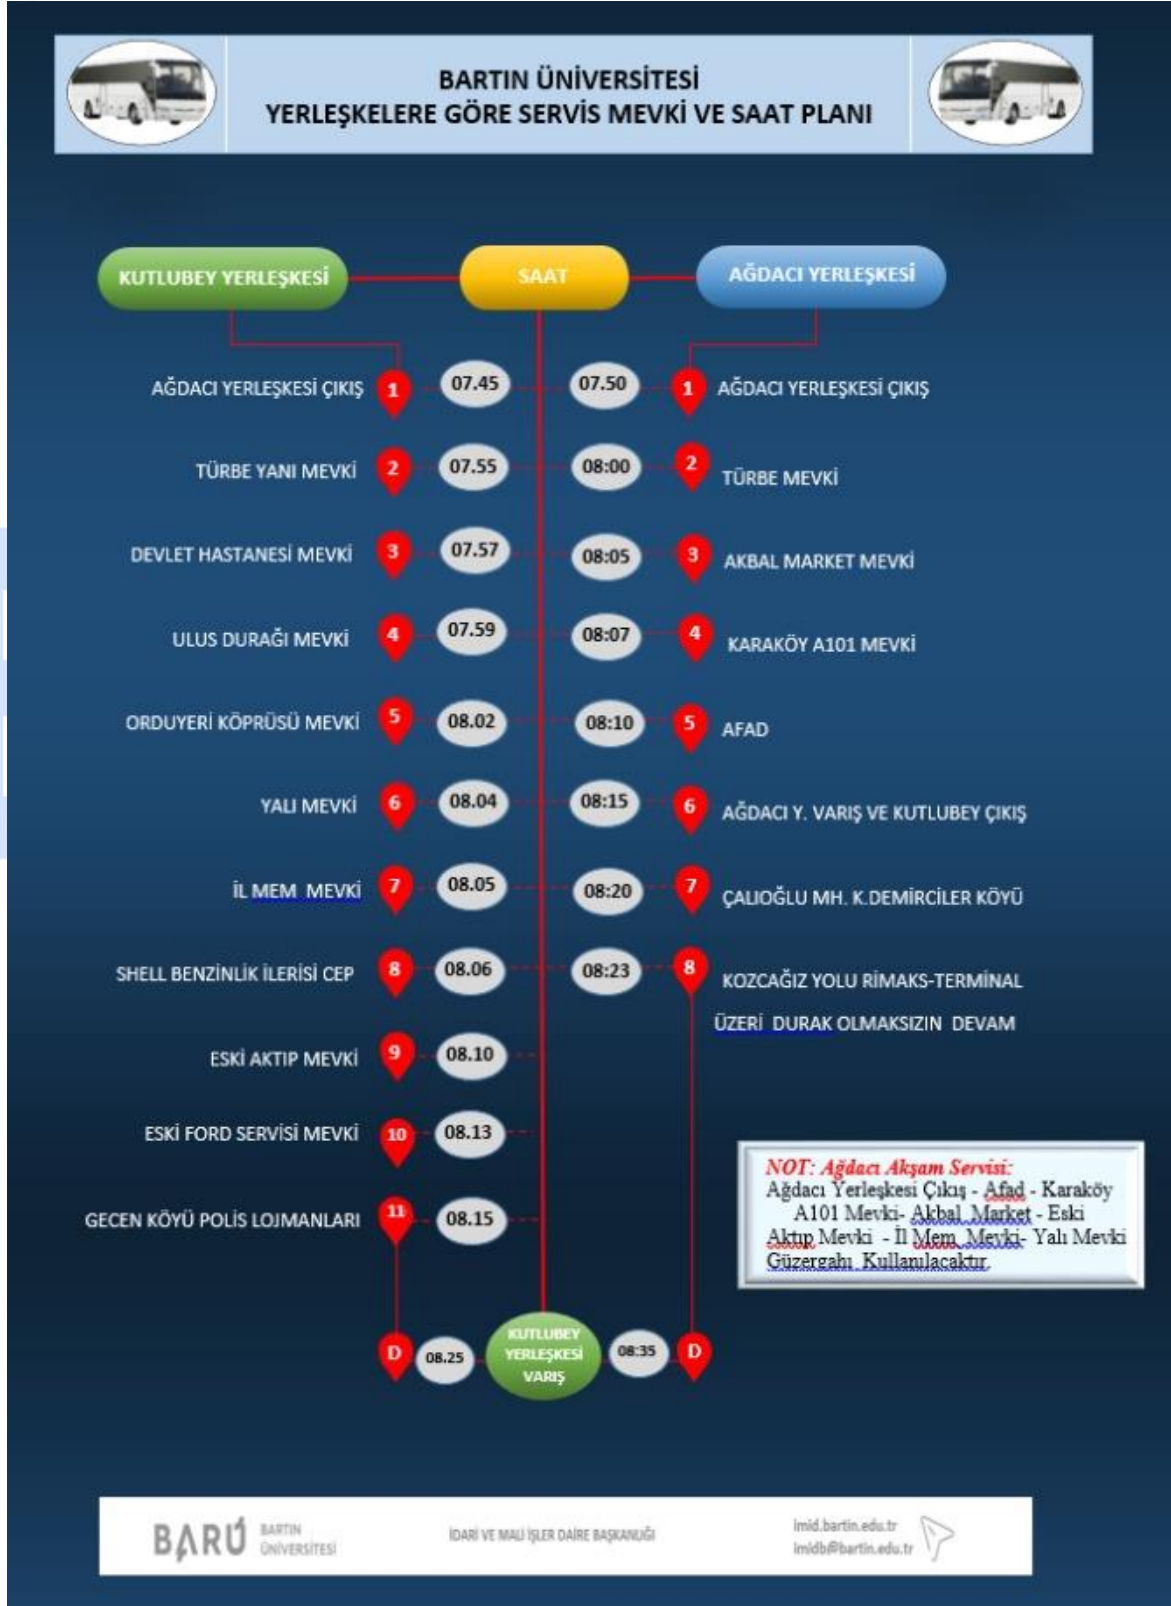 BARTIN ÜNİVERSİTESİ
YERLEŞKELERE GÖRE SERVİS MEVKİ VE SAAT PLANI
KUTLUBEY YERLEŞKESİ
SAAT
AĞDACI YERLEŞKESİ
AĞDACI YERLEŞKESİ ÇIKIŞ 1 07.45 07.50 1 AĞDACI YERLEŞKESİ ÇIKIŞ
TÜRBE YANI MEVKİ 2 07.55 08:00 2 TÜRBE MEVKİ
DEVLET HASTANESİ MEVKİ 3 07.57 08:05 3 AKBAL MARKET MEVKİ
ULUS DURAĞI MEVKİ 4 07.59 08:07 4 KARAKÖY A101 MEVKİ
ORDUYERİ KÖPRÜSÜ MEVKİ 5 08.02 08:10 5 AFAD
YALI MEVKİ 6 08.04 08:15 6 AĞDACI Y. VARIŞ VE KUTLUBEY ÇIKIŞ
İL MEM MEVKİ 7 08.05 08:20 7 ÇALIOĞLU MH. K.DEMİRCİLER KÖYÜ
SHELL BENZİNLİK İLERİSİ CEP 8 08.06 08:23 8 KOZCAĞIZ YOLU RİMAKS-TERMİNAL
ÜZERİ DURAK OLMAKSIZIN DEVAM
ESKİ AKTIP MEVKİ 9 08.10
ESKİ FORD SERVİSİ MEVKİ 10 08.13
GECEN KÖYÜ POLİS LOJMANLARI 11 08.15
NOT: Ağdacı Akşam Servisi:
Ağdacı Yerleşkesi Çıkış - Afad - Karaköy
A101 Mevki- Akbal Market - Eski
Aktıp Mevki - İl Mem Mevki- Yalı Mevki
Güzergahı Kullanılacaktır.
D 08.25 KUTLUBEY
YERLEŞKESİ
VARIŞ 08:35 D
BARÜ BARTIN
ÜNİVERSİTESİ
İDARİ VE MALİ İŞLER DAİRE BAŞKANLIĞI
imid.bartin.edu.tr
imidb@bartin.edu.tr